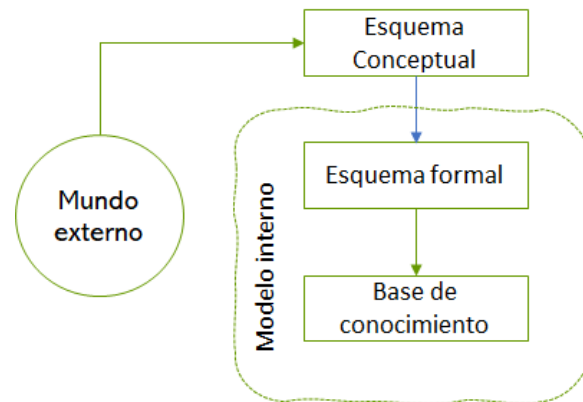 Esquema
Conceptual
Mundo
externo
Modelo interno
Esquema formal
Base de
conocimiento